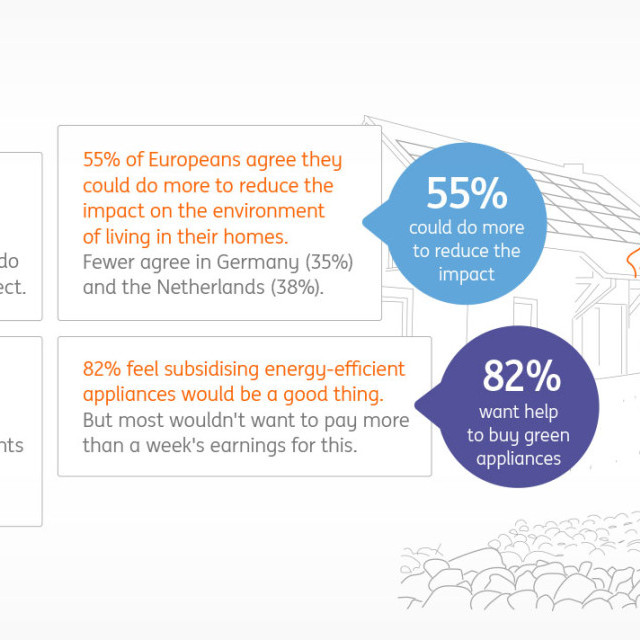 55% of Europeans agree they
could do more to reduce the
impact on the environment
of living in their homes.
Fewer agree in Germany (35%)
and the Netherlands (38%).
55%
could do more
to reduce the
impact
do
ect.
82% feel subsidising energy-efficient
appliances would be a good thing.
But most wouldn't want to pay more
than a week's earnings for this.
82%
want help
to buy green
appliances
nts